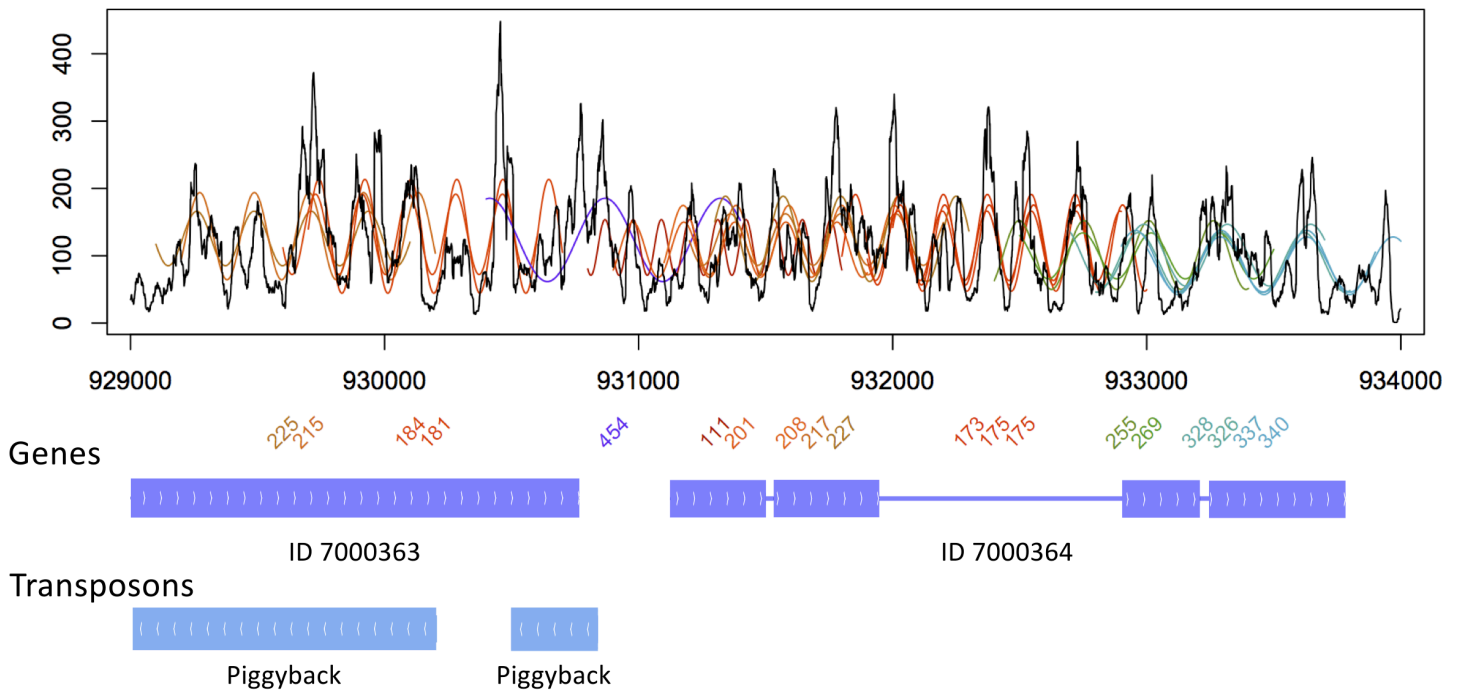 400
300
200
100
0
929000 930000 931000 932000 933000 934000
225 215 184 181 454 111 201 208 217 227 173 175 175 255 269 328 326 337 340
Genes
ID 7000363 ID 7000364
Transposons
Piggyback Piggyback